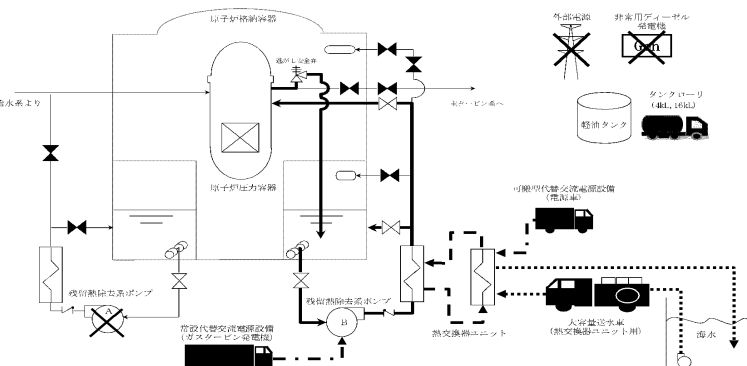 原子炉格納容器
外部電源
非常用ディーゼル
発電機
Gen
逃がし安全弁
タンクローリ
(4kL, 16kL)
軽油タンク
給水系より
主タービン系へ
原子炉圧力容器
可搬型代替交流電源設備
(電源車)
残留熱除去系ポンプ
A
残留熱除去系ポンプ
B
常設代替交流電源設備
(ガスタービン発電機)
熱交換器ユニット
大容量送水車
(熱交換器ユニット用)
海水